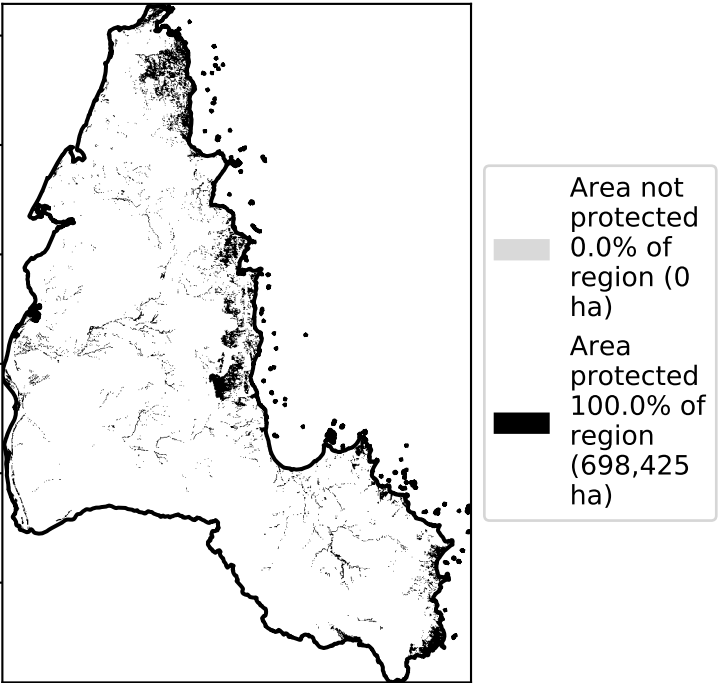 Area not
protected
0.0% of
region (0
ha)
Area
protected
100.0% of
region
(698,425
ha)